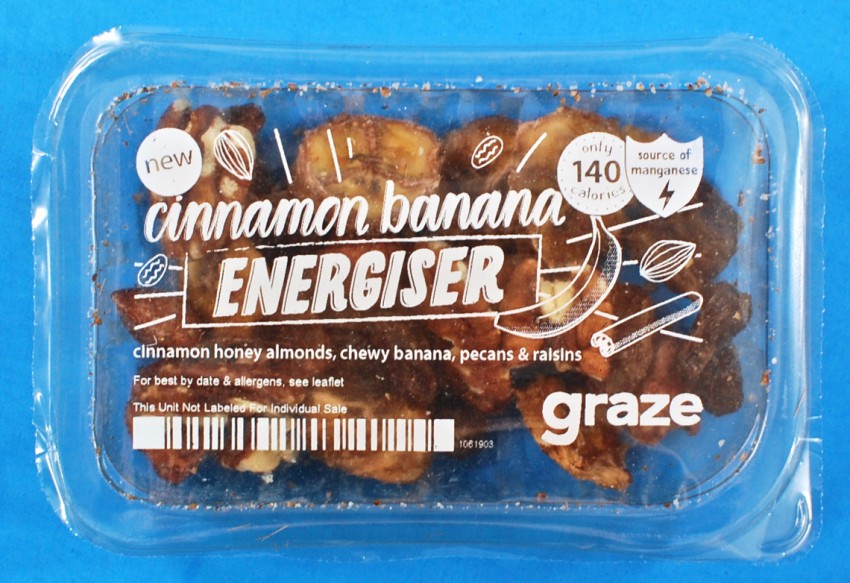 new
only
140
calories
source of
manganese
cinnamon banana
ENERGISER
cinnamon honey almonds, chewy banana, pecans & raisins
For best by date & allergens, see leaflet
This Unit Not Labeled For Individual Sale
1061903
graze